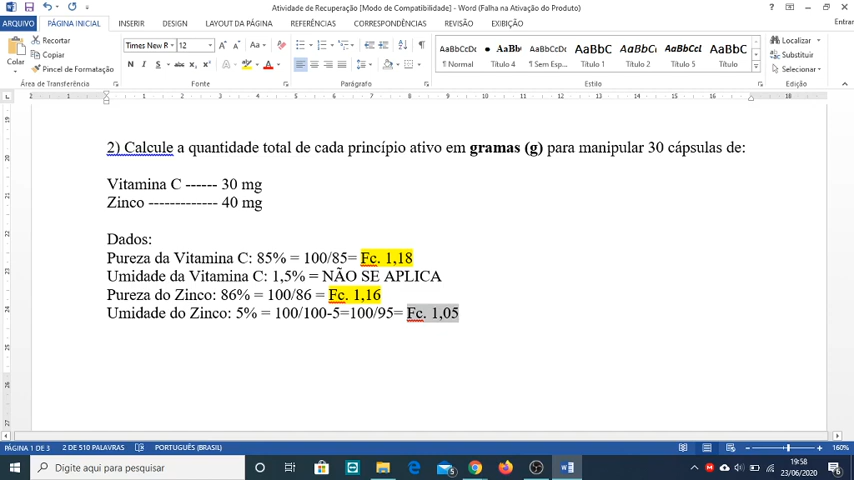 Atividade de Recuperação [Modo de Compatibilidade] - Word (Falha na Ativação do Produto)
ARQUIVO PÁGINA INICIAL INSERIR DESIGN LAYOUT DA PÁGINA REFERÊNCIAS CORRESPONDÊNCIAS REVISÃO EXIBIÇÃO Entrar
Colar Recortar Copiar Pincel de Formatação
Times New R 12
N I S
AaBbCcDc AaBb AaBbCcDc AaBbC AaBbC AaBbCcl AaBbC
¶ Normal Título 4 ¶ Sem Esp... Título 1 Título 2 Título 5 Título
Localizar
Substituir
Selecionar
Área de Transferência Fonte Parágrafo Estilo Edição
2) Calcule a quantidade total de cada princípio ativo em gramas (g) para manipular 30 cápsulas de:
Vitamina C ------ 30 mg
Zinco ------------- 40 mg
Dados:
Pureza da Vitamina C: 85% = 100/85= Fc. 1,18
Umidade da Vitamina C: 1,5% = NÃO SE APLICA
Pureza do Zinco: 86% = 100/86 = Fc. 1,16
Umidade do Zinco: 5% = 100/100-5=100/95= Fc. 1,05
PÁGINA 1 DE 3 2 DE 510 PALAVRAS PORTUGUÊS (BRASIL) 160%
Digite aqui para pesquisar
19:58
23/06/2020